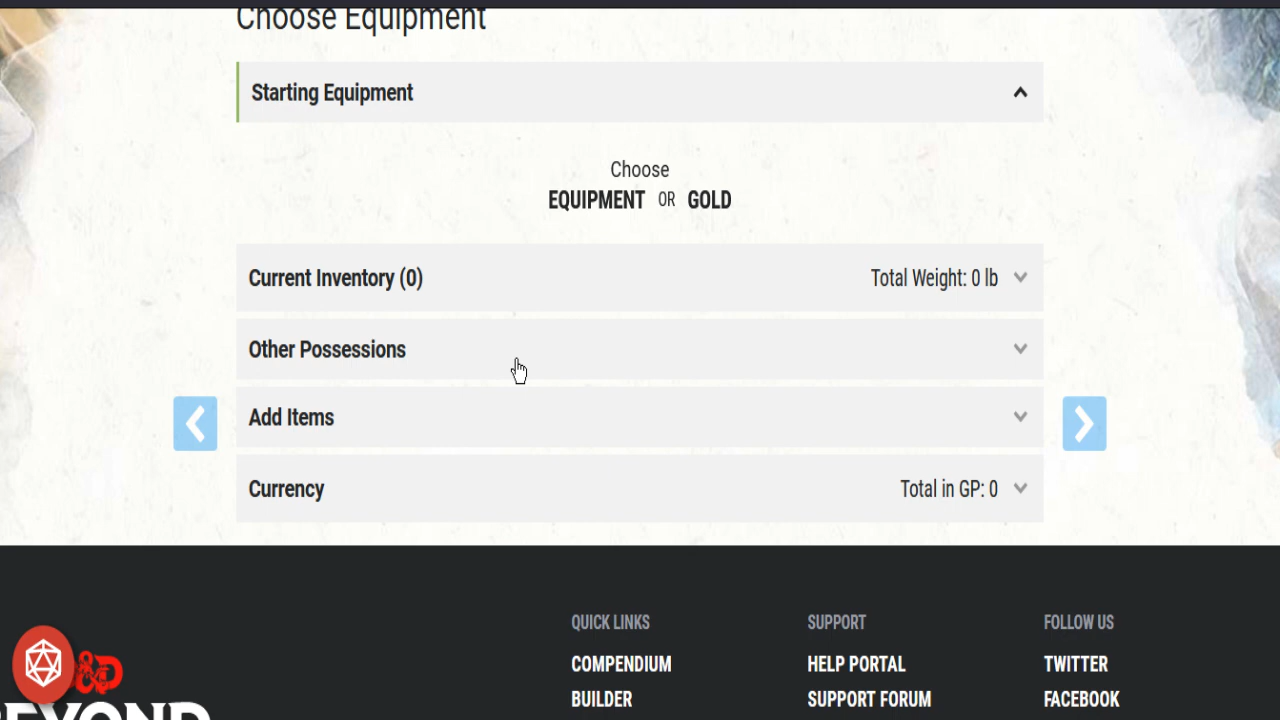 Choose Equipment
Starting Equipment
Choose
EQUIPMENT OR GOLD
Current Inventory (0) Total Weight: 0 lb
Other Possessions
Add Items
Currency Total in GP: 0
QUICK LINKS SUPPORT FOLLOW US
COMPENDIUM HELP PORTAL TWITTER
BUILDER SUPPORT FORUM FACEBOOK
D&D
BEYOND